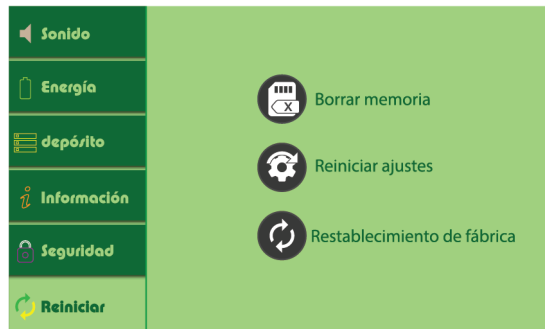 Sonido
Energía
depósito
Información
Seguridad
Reiniciar
Borrar memoria
Reiniciar ajustes
Restablecimiento de fábrica